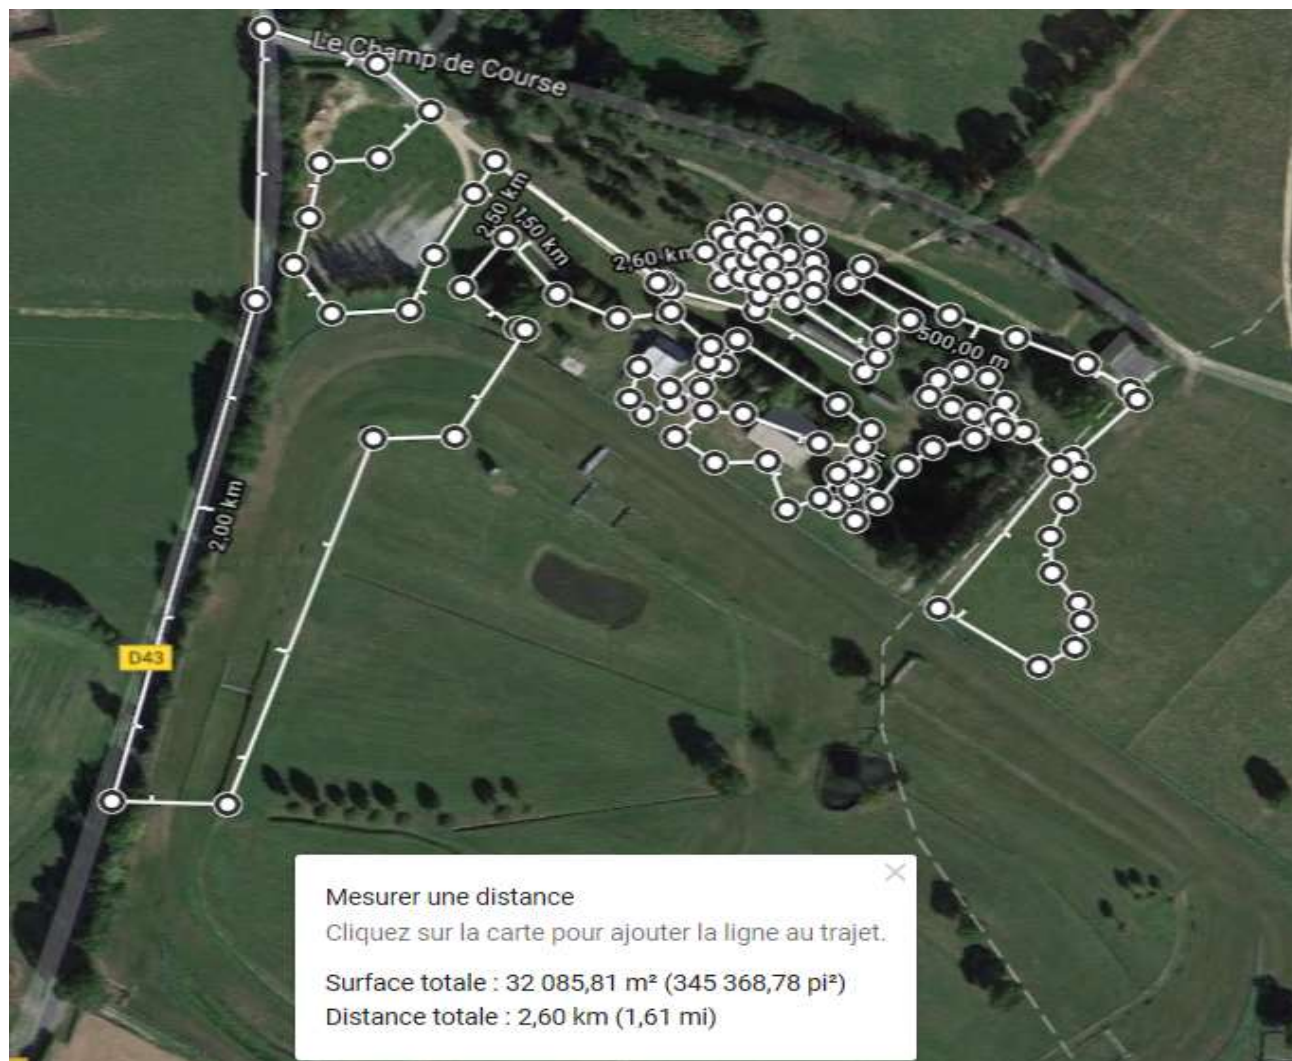 Le Champ de Course
2,50 km
1,50 km
2,60 km
500,00 m
2,00 km
D43
Mesurer une distance
Cliquez sur la carte pour ajouter la ligne au trajet.
Surface totale : 32 085,81 m² (345 368,78 pi²)
Distance totale : 2,60 km (1,61 mi)